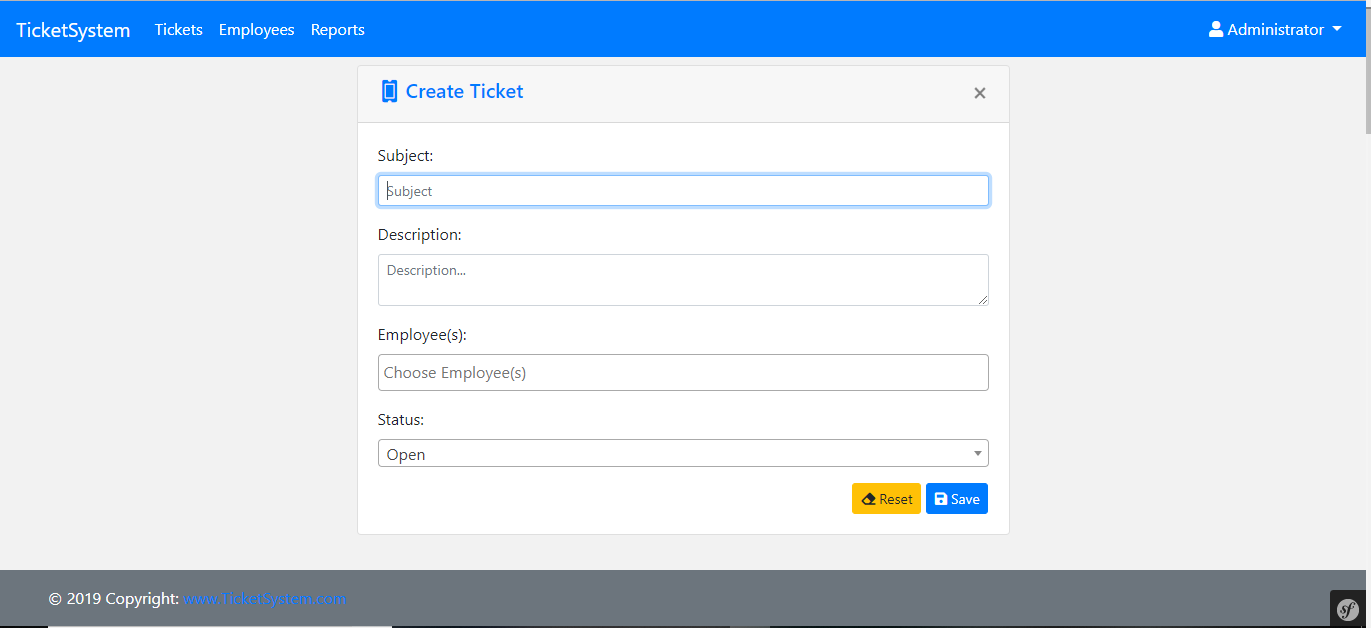 TicketSystem Tickets Employees Reports Administrator
Create Ticket ×
Subject:
Subject
Description:
Description...
Employee(s):
Choose Employee(s)
Status:
Open
Reset Save
© 2019 Copyright: www.TicketSystem.com
sf